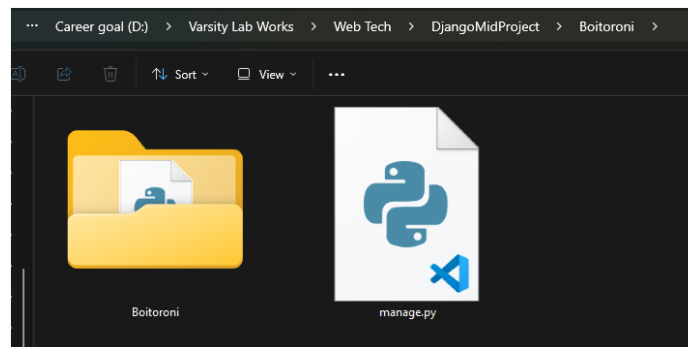 ··· Career goal (D:) > Varsity Lab Works > Web Tech > DjangoMidProject > Boitoroni >
Sort View ···
Boitoroni manage.py